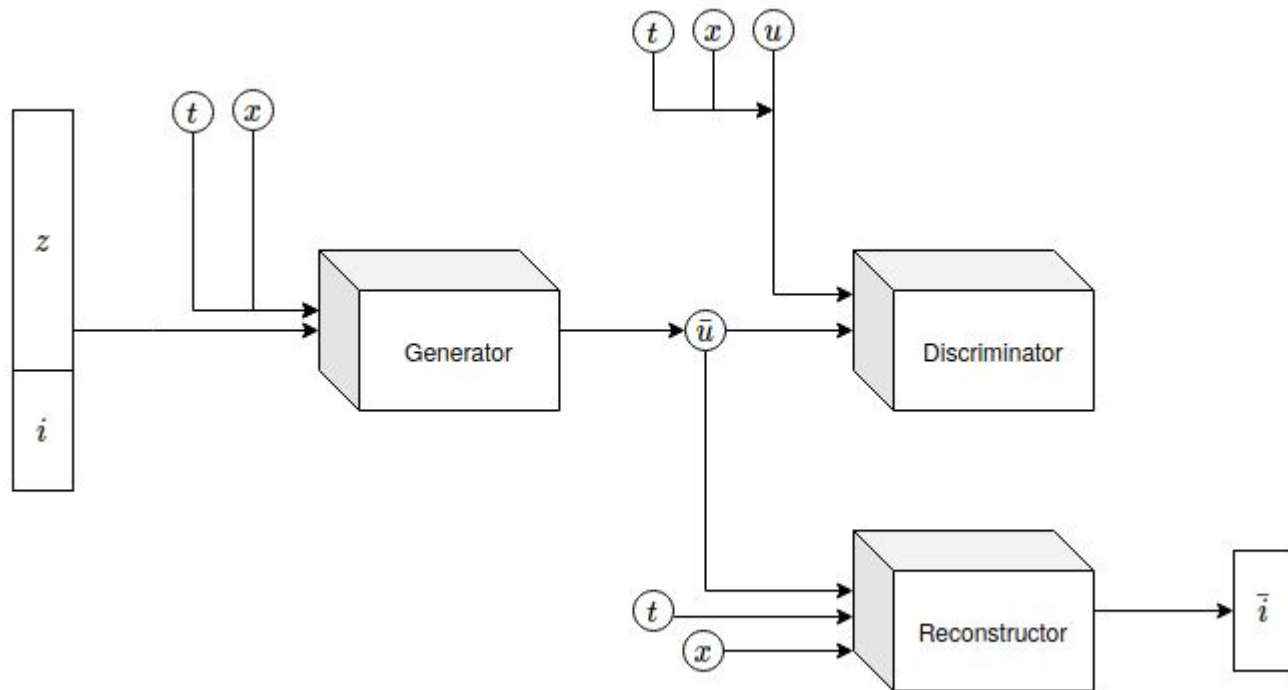 t x u
t x
z
Generator
ū
Discriminator
i
t
x
Reconstructor
ī